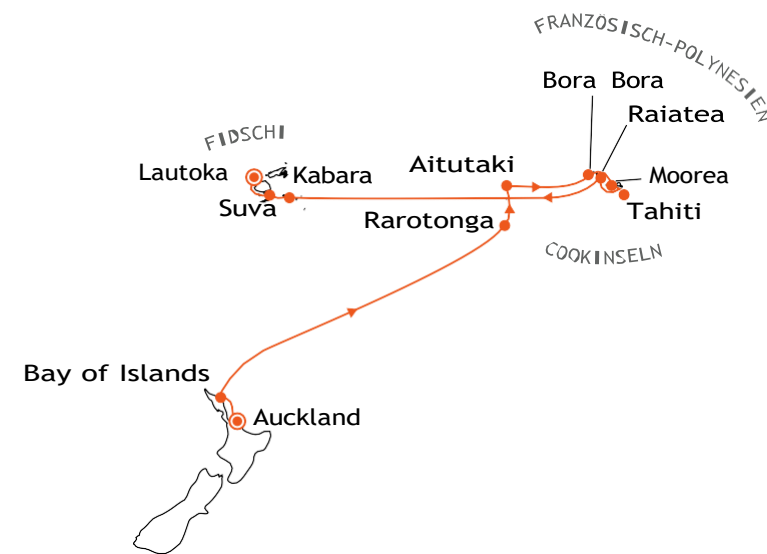 FRANZÖSISCH-POLYNESIEN
Bora Bora
Raiatea
FIDSCHI
Lautoka
Kabara
Aitutaki
Moorea
Suva
Rarotonga
Tahiti
COOKINSELN
Bay of Islands
Auckland